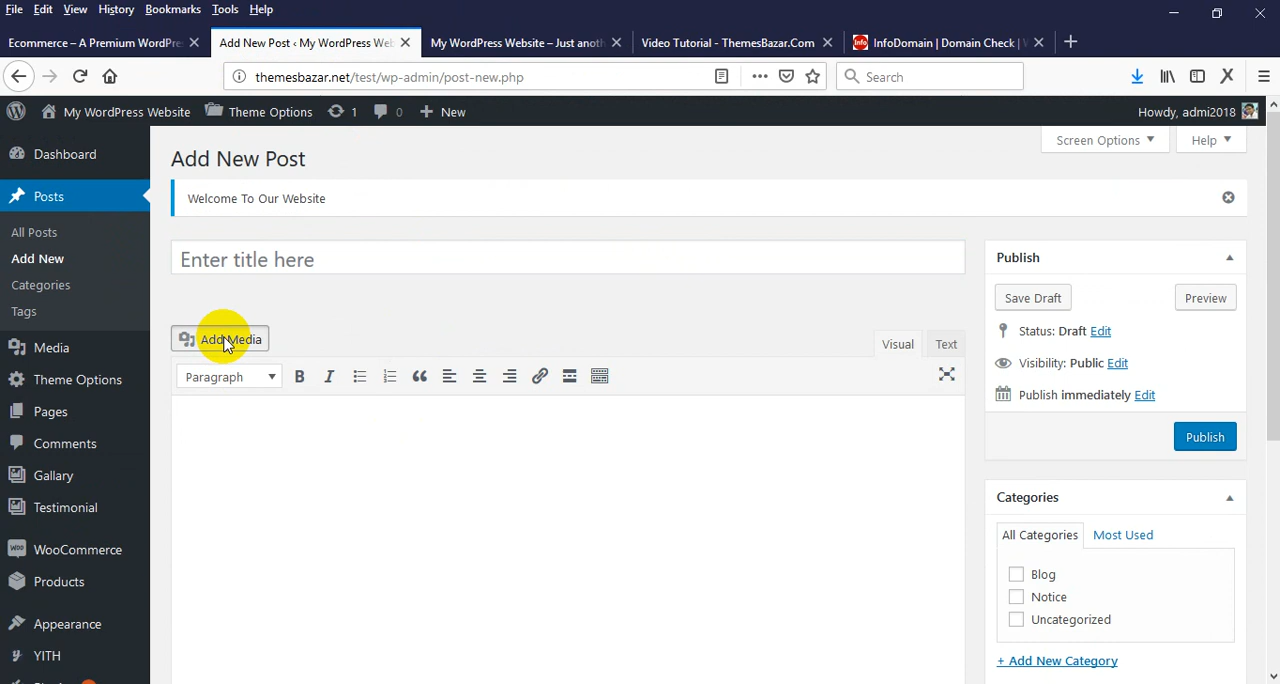 File Edit View History Bookmarks Tools Help
Ecommerce – A Premium WordPre
Add New Post ‹ My WordPress Web
My WordPress Website – Just anoth
Video Tutorial - ThemesBazar.Com
InfoDomain | Domain Check |
themesbazar.net/test/wp-admin/post-new.php
Search
My WordPress Website Theme Options 1 0 New
Howdy, admi2018
Dashboard
Posts
All Posts
Add New
Categories
Tags
Media
Theme Options
Pages
Comments
Gallary
Testimonial
WooCommerce
Products
Appearance
YITH
Screen Options
Help
Add New Post
Welcome To Our Website
Enter title here
Add Media
Visual Text
Paragraph B I
Publish
Save Draft Preview
Status: Draft Edit
Visibility: Public Edit
Publish immediately Edit
Publish
Categories
All Categories Most Used
Blog
Notice
Uncategorized
+ Add New Category